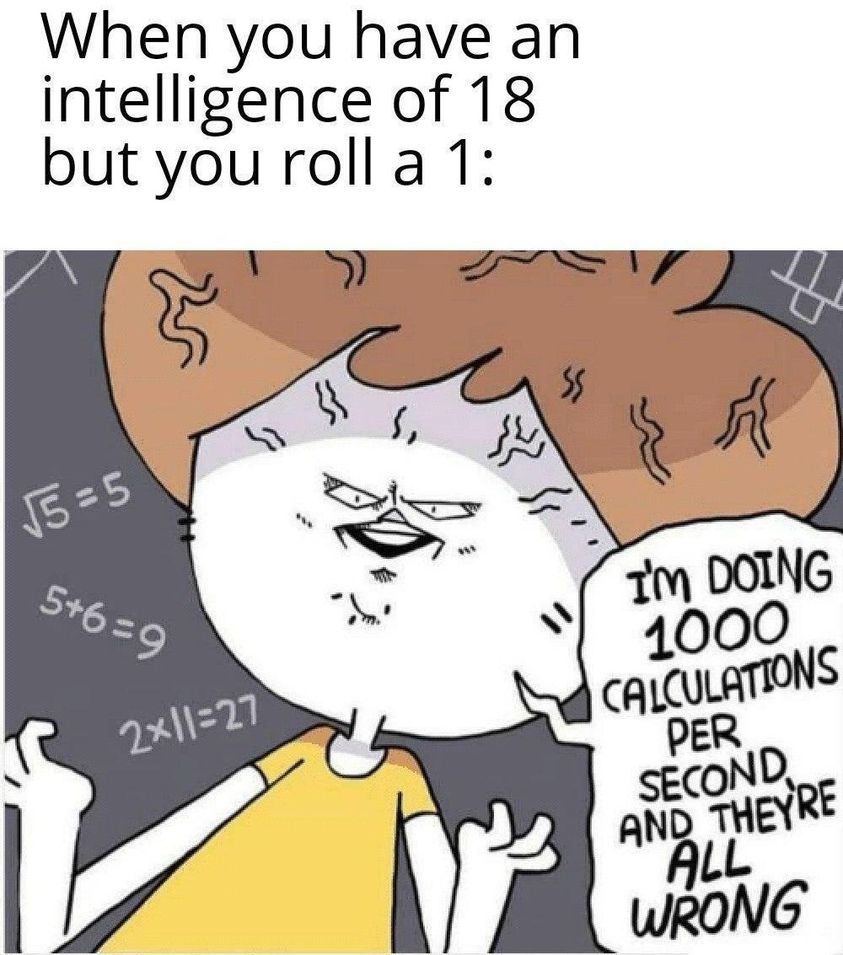 When you have an
intelligence of 18
but you roll a 1:
√5=5
5+6=9
2×11=27
I'M DOING
1000
CALCULATIONS
PER
SECOND,
AND THEY'RE
ALL
WRONG